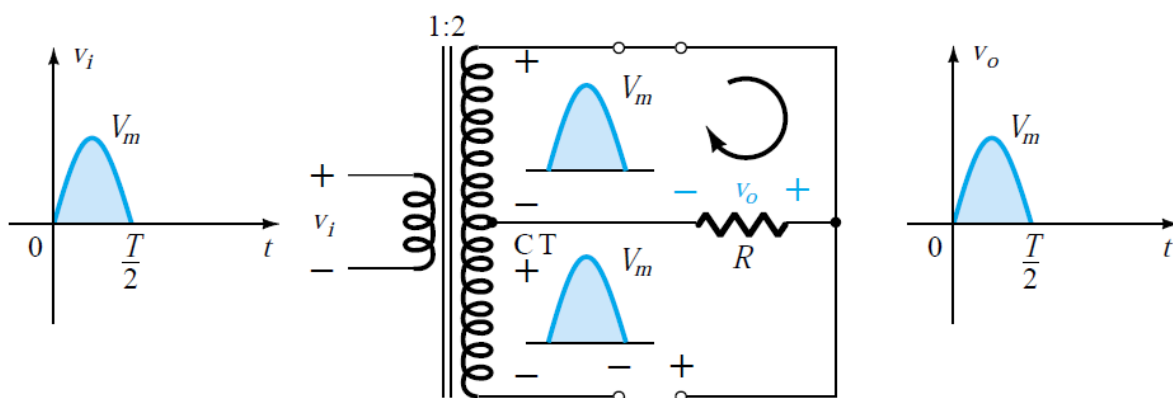 1:2
v_i
V_m
0
T/2
t
+
v_i
−
+
V_m
−
− v_o +
R
CT
+
V_m
− − +
v_o
V_m
0
T/2
t